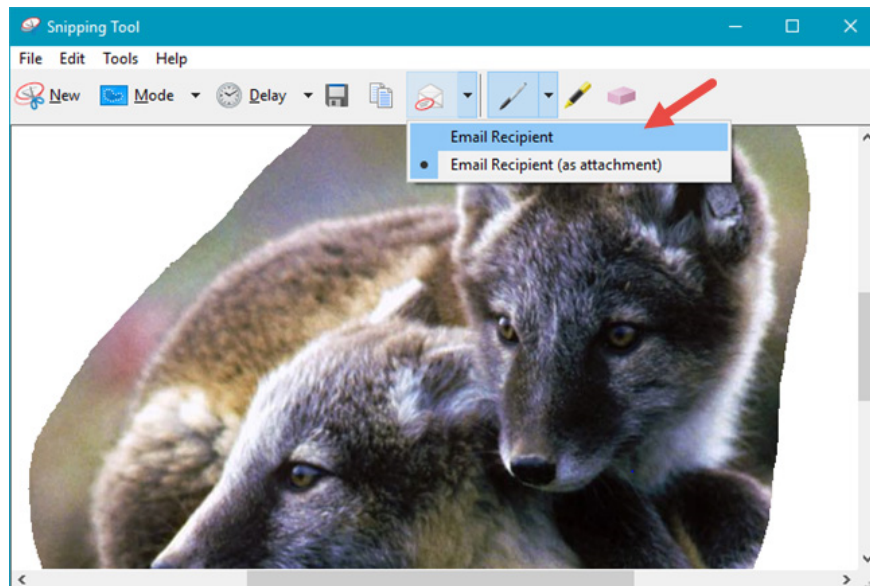 Snipping Tool
File Edit Tools Help
New Mode Delay
Email Recipient
Email Recipient (as attachment)